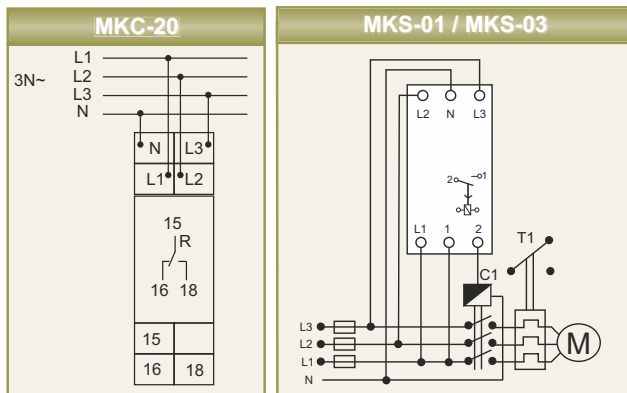 MKC-20
L1
L2
3N~
L3
N
N L3
L1 L2
15
R
16 18
15
16 18
MKS-01 / MKS-03
L2 N L3
2 1
L1 1 2
T1
C1
L3
L2
L1
M
N